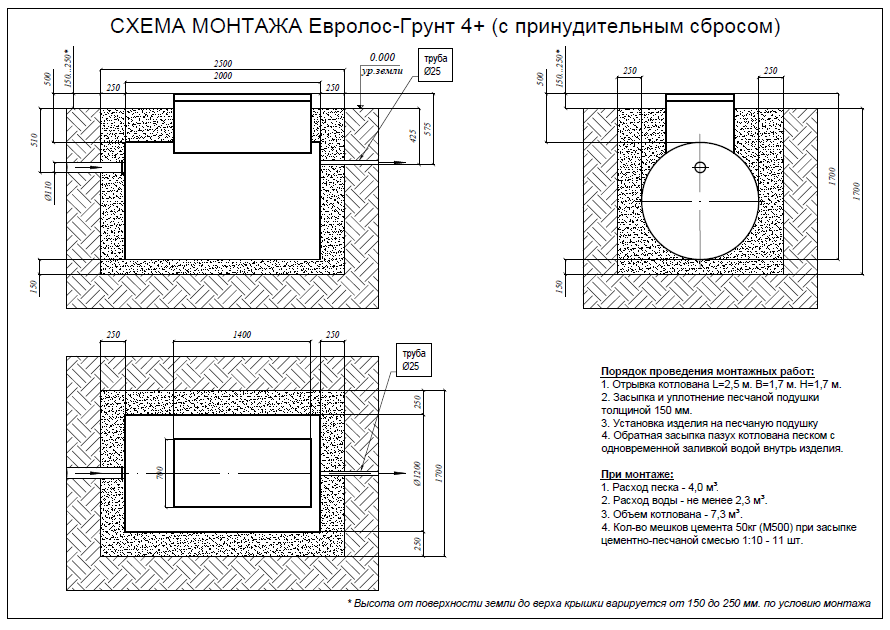 СХЕМА МОНТАЖА Евролос-Грунт 4+ (с принудительным сбросом)
500
150...250*
2500
2000
250
250
0.000
ур.земли
труба
Ø25
510
Ø110
425
575
150
500
150...250*
250
250
1700
1700
150
250
1400
250
труба
Ø25
700
250
Ø1200
1700
250
Порядок проведения монтажных работ:
1. Отрывка котлована L=2,5 м. B=1,7 м. H=1,7 м.
2. Засыпка и уплотнение песчаной подушки
толщиной 150 мм.
3. Установка изделия на песчаную подушку
4. Обратная засыпка пазух котлована песком с
одновременной заливкой водой внутрь изделия.
При монтаже:
1. Расход песка - 4,0 м³.
2. Расход воды - не менее 2,3 м³.
3. Объем котлована - 7,3 м³.
4. Кол-во мешков цемента 50кг (М500) при засыпке
цементно-песчаной смесью 1:10 - 11 шт.
* Высота от поверхности земли до верха крышки варируется от 150 до 250 мм. по условию монтажа